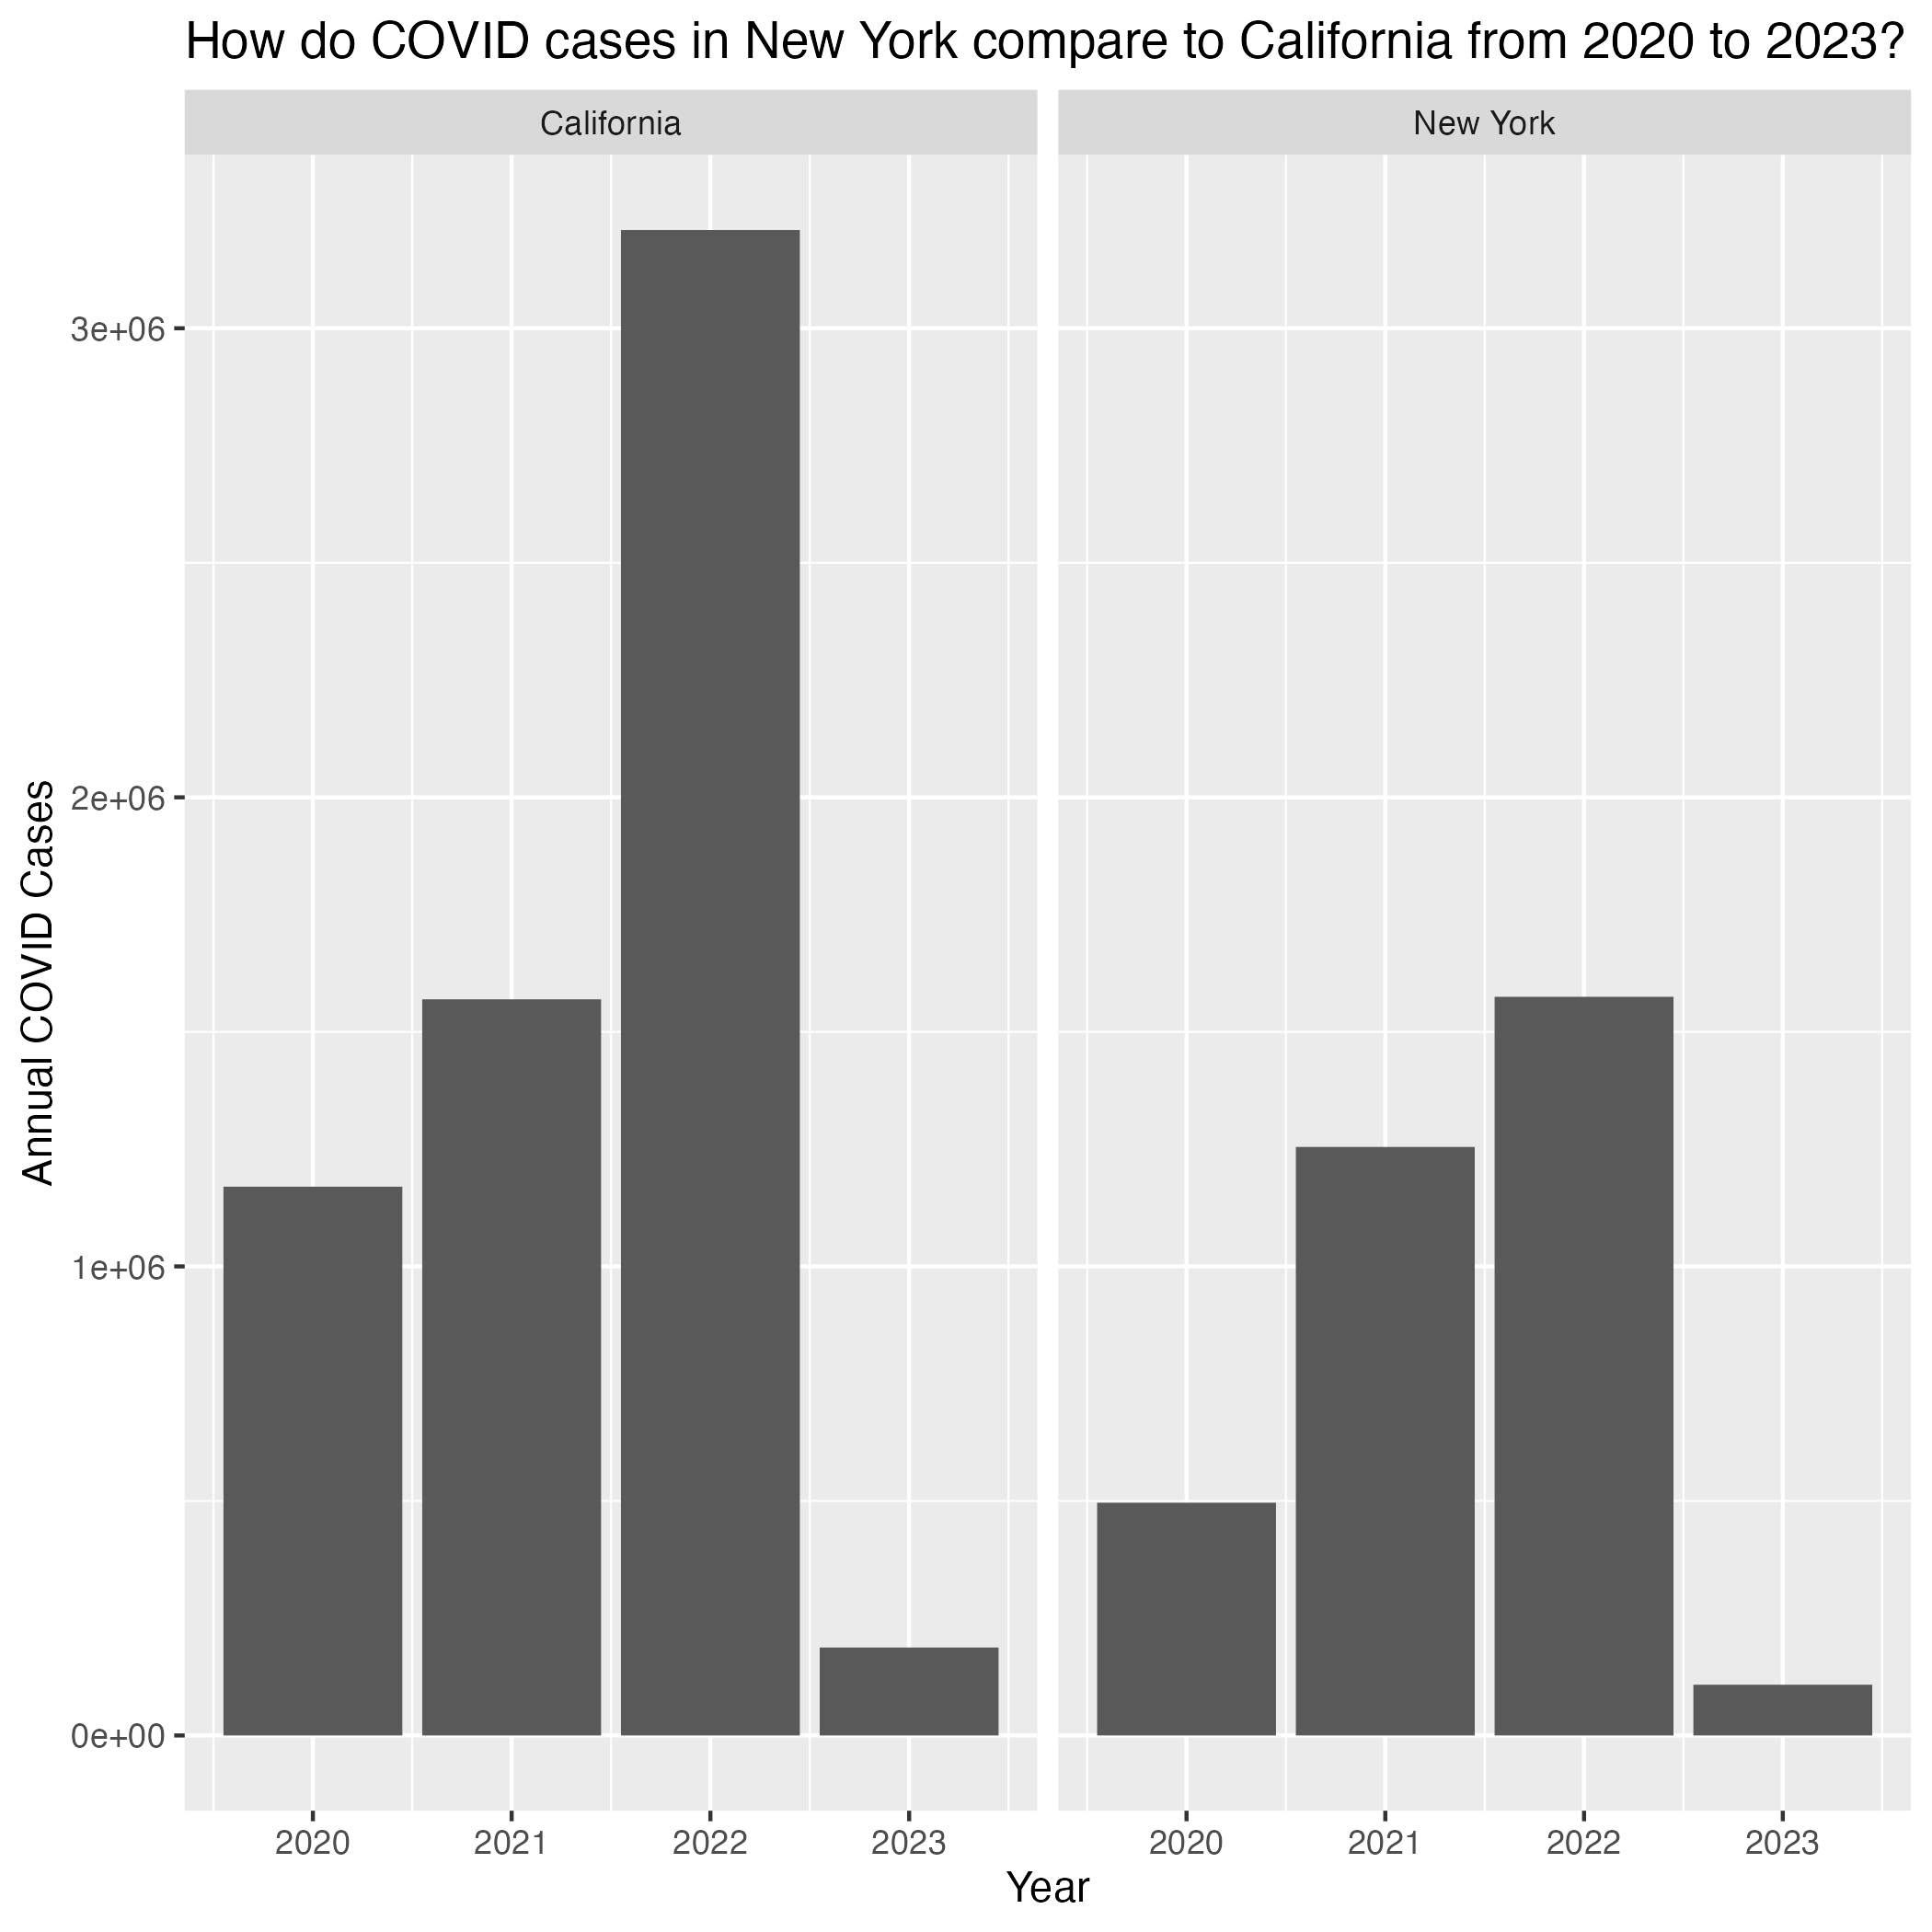 How do COVID cases in New York compare to California from 2020 to 2023?
California
New York
Annual COVID Cases
3e+06
2e+06
1e+06
0e+00
2020 2021 2022 2023
2020 2021 2022 2023
Year